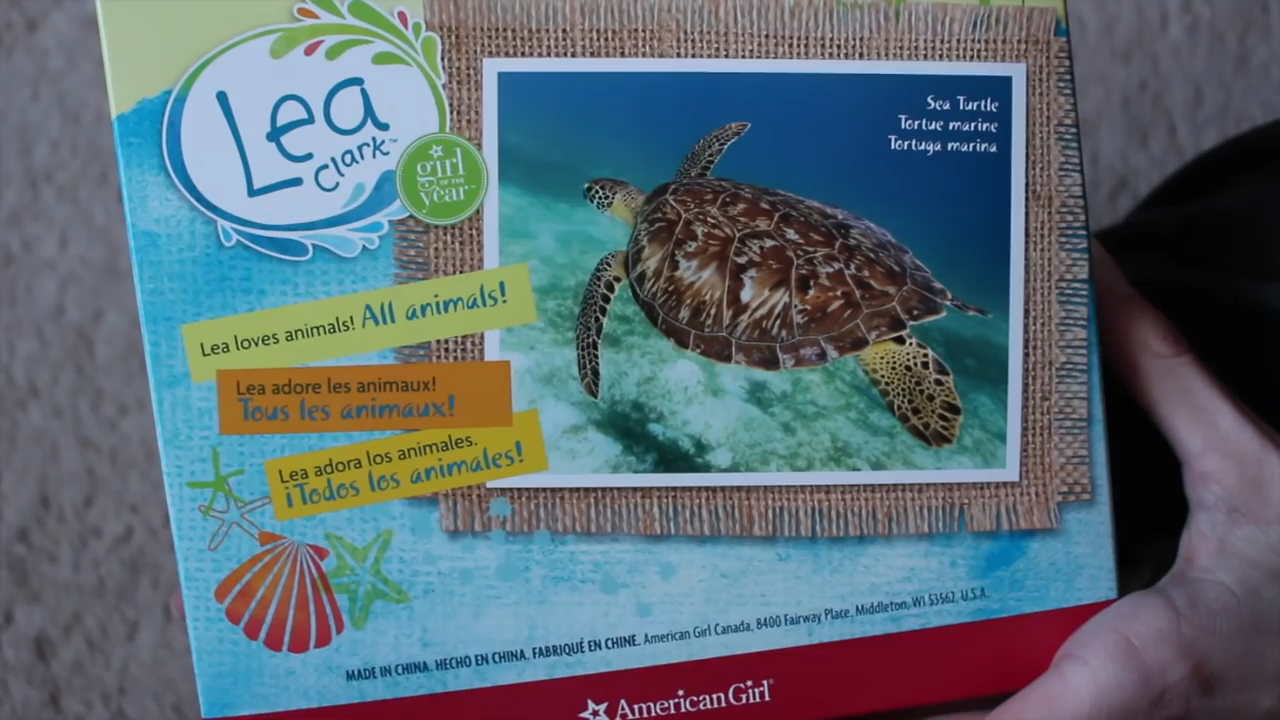 Lea
Clark™
girl
OF THE
year™
Sea Turtle
Tortue marine
Tortuga marina
Lea loves animals! All animals!
Lea adore les animaux!
Tous les animaux!
Lea adora los animales.
¡Todos los animales!
MADE IN CHINA. HECHO EN CHINA. FABRIQUÉ EN CHINE. American Girl Canada, 8400 Fairway Place, Middleton, WI 53562, U.S.A.
American Girl®